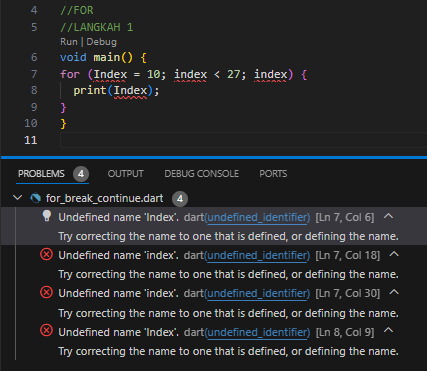 4 //FOR
5 //LANGKAH 1
Run | Debug
6 void main() {
7 for (Index = 10; index < 27; index) {
8 print(Index);
9 }
10 }
11
PROBLEMS 4 OUTPUT DEBUG CONSOLE PORTS
for_break_continue.dart 4
Undefined name 'Index'. dart(undefined_identifier) [Ln 7, Col 6]
Try correcting the name to one that is defined, or defining the name.
Undefined name 'index'. dart(undefined_identifier) [Ln 7, Col 18]
Try correcting the name to one that is defined, or defining the name.
Undefined name 'index'. dart(undefined_identifier) [Ln 7, Col 30]
Try correcting the name to one that is defined, or defining the name.
Undefined name 'Index'. dart(undefined_identifier) [Ln 8, Col 9]
Try correcting the name to one that is defined, or defining the name.